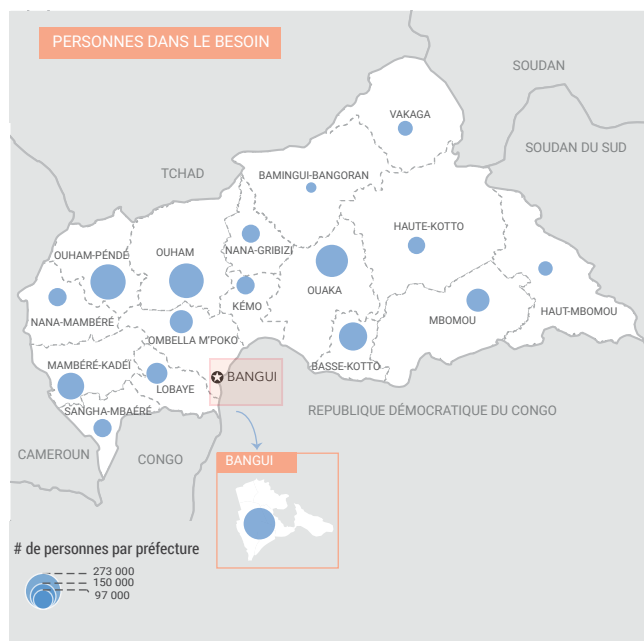 PERSONNES DANS LE BESOIN
SOUDAN
VAKAGA
SOUDAN DU SUD
TCHAD
BAMINGUI-BANGORAN
HAUTE-KOTTO
OUHAM-PÉNDÉ
OUHAM
NANA-GRIBIZI
OUAKA
KÉMO
NANA-MAMBÉRÉ
MBOMOU
HAUT-MBOMOU
OMBELLA M'POKO
BASSE-KOTTO
MAMBÉRÉ-KADÉÏ
BANGUI
LOBAYE
SANGHA-MBAÉRÉ
REPUBLIQUE DÉMOCRATIQUE DU CONGO
CAMEROUN
CONGO
BANGUI
# de personnes par préfecture
273 000
150 000
97 000